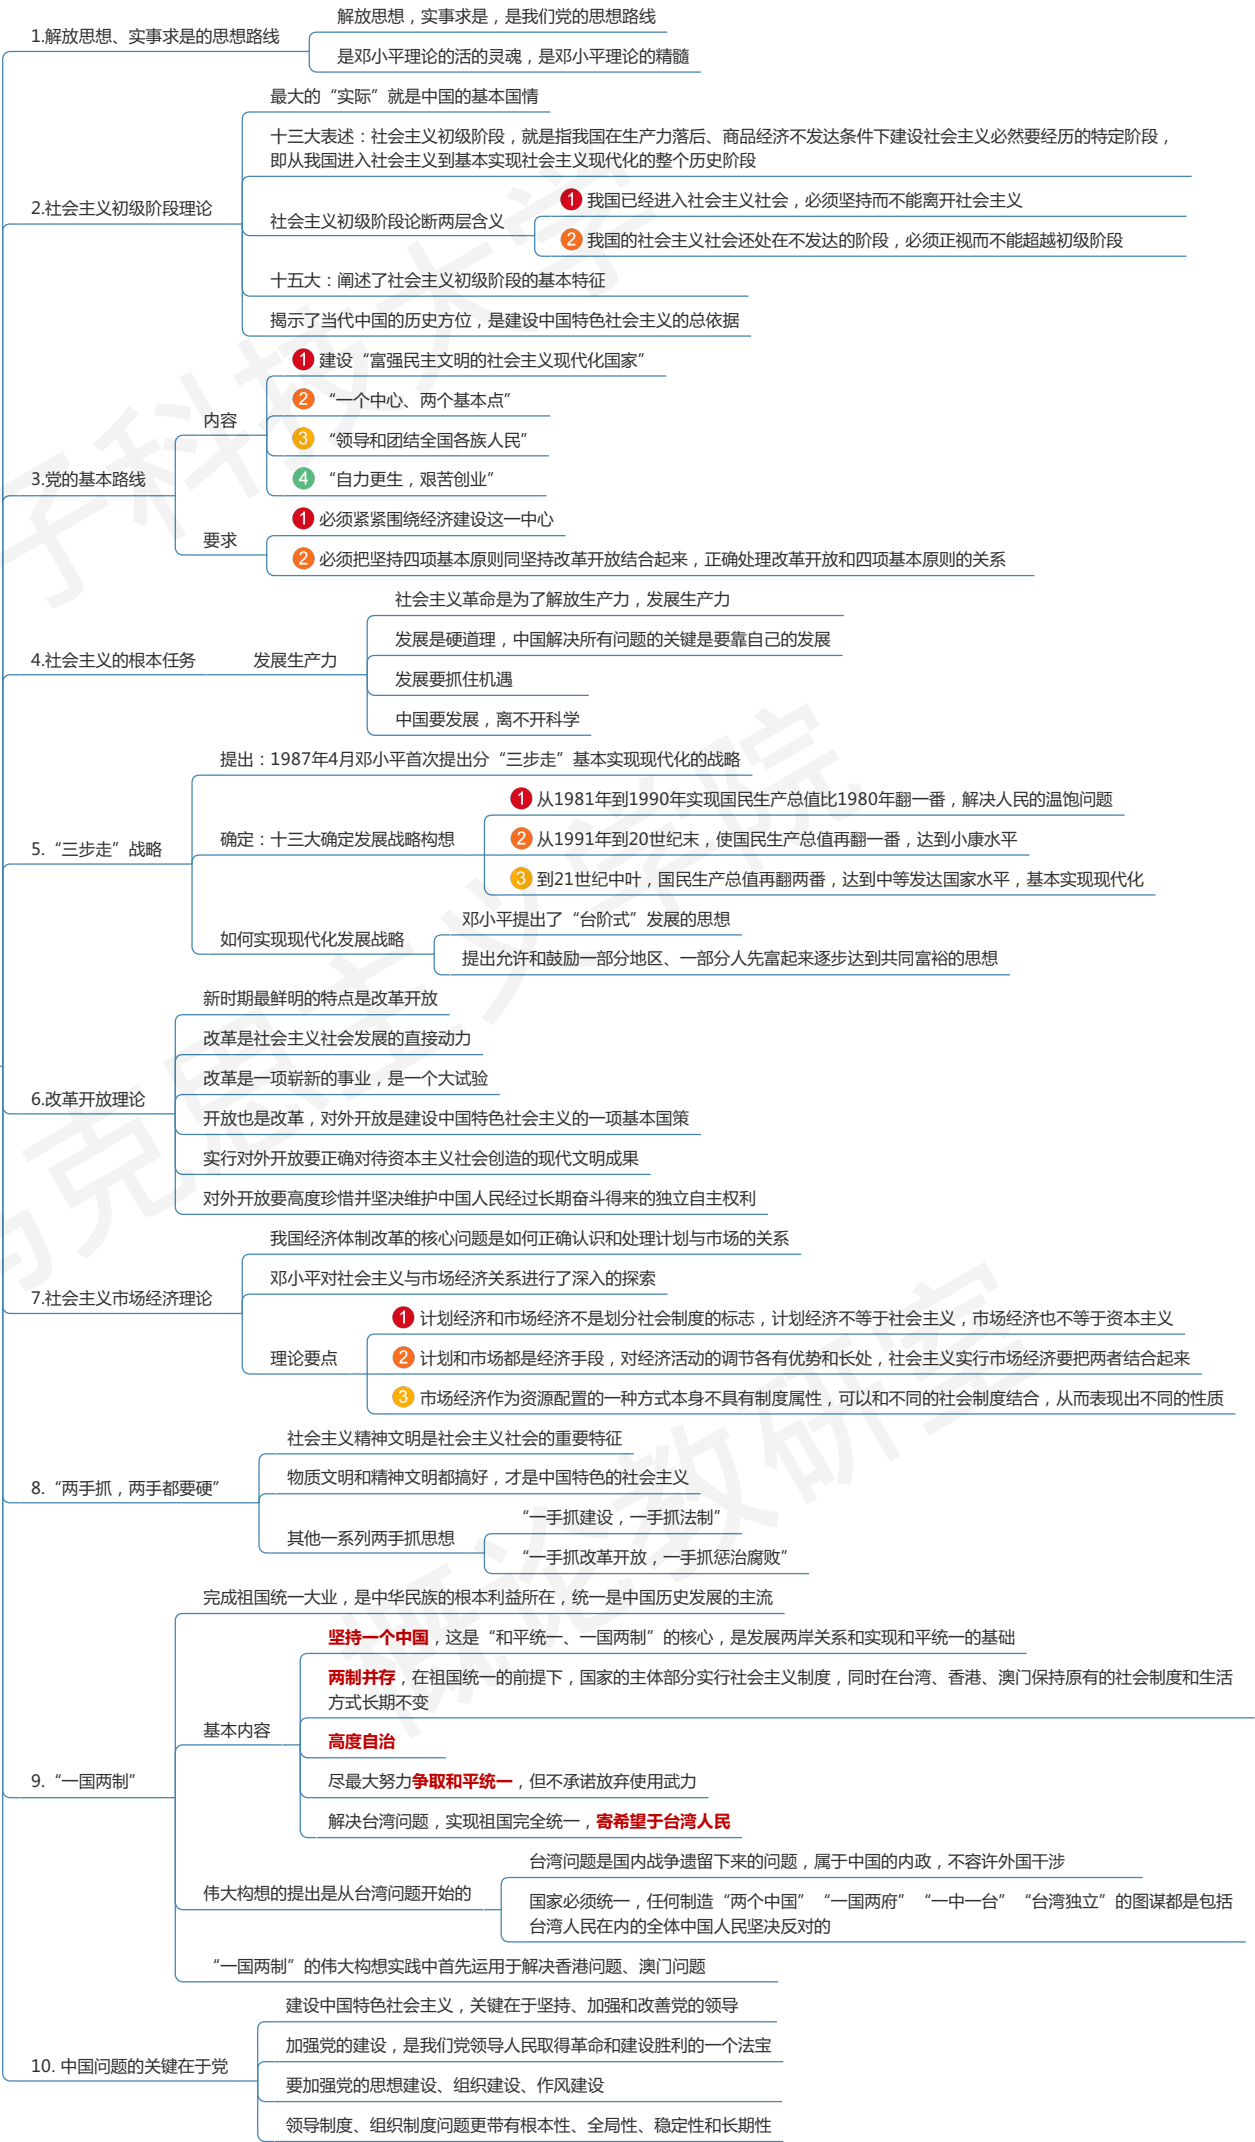 解放思想，实事求是，是我们党的思想路线
1.解放思想、实事求是的思想路线
是邓小平理论的活的灵魂，是邓小平理论的精髓
最大的“实际”就是中国的基本国情
十三大表述：社会主义初级阶段，就是指我国在生产力落后、商品经济不发达条件下建设社会主义必然要经历的特定阶段，
即从我国进入社会主义到基本实现社会主义现代化的整个历史阶段
2.社会主义初级阶段理论
社会主义初级阶段论断两层含义
1 我国已经进入社会主义社会，必须坚持而不能离开社会主义
2 我国的社会主义社会还处在不发达的阶段，必须正视而不能超越初级阶段
十五大：阐述了社会主义初级阶段的基本特征
揭示了当代中国的历史方位，是建设中国特色社会主义的总依据
3.党的基本路线
内容
1 建设“富强民主文明的社会主义现代化国家”
2 “一个中心、两个基本点”
3 “领导和团结全国各族人民”
4 “自力更生，艰苦创业”
要求
1 必须紧紧围绕经济建设这一中心
2 必须把坚持四项基本原则同坚持改革开放结合起来，正确处理改革开放和四项基本原则的关系
4.社会主义的根本任务
发展生产力
社会主义革命是为了解放生产力，发展生产力
发展是硬道理，中国解决所有问题的关键是要靠自己的发展
发展要抓住机遇
中国要发展，离不开科学
5.“三步走”战略
提出：1987年4月邓小平首次提出分“三步走”基本实现现代化的战略
确定：十三大确定发展战略构想
1 从1981年到1990年实现国民生产总值比1980年翻一番，解决人民的温饱问题
2 从1991年到20世纪末，使国民生产总值再翻一番，达到小康水平
3 到21世纪中叶，国民生产总值再翻两番，达到中等发达国家水平，基本实现现代化
如何实现现代化发展战略
邓小平提出了“台阶式”发展的思想
提出允许和鼓励一部分地区、一部分人先富起来逐步达到共同富裕的思想
6.改革开放理论
新时期最鲜明的特点是改革开放
改革是社会主义社会发展的直接动力
改革是一项崭新的事业，是一个大试验
开放也是改革，对外开放是建设中国特色社会主义的一项基本国策
实行对外开放要正确对待资本主义社会创造的现代文明成果
对外开放要高度珍惜并坚决维护中国人民经过长期奋斗得来的独立自主权利
7.社会主义市场经济理论
我国经济体制改革的核心问题是如何正确认识和处理计划与市场的关系
邓小平对社会主义与市场经济关系进行了深入的探索
理论要点
1 计划经济和市场经济不是划分社会制度的标志，计划经济不等于社会主义，市场经济也不等于资本主义
2 计划和市场都是经济手段，对经济活动的调节各有优势和长处，社会主义实行市场经济要把两者结合起来
3 市场经济作为资源配置的一种方式本身不具有制度属性，可以和不同的社会制度结合，从而表现出不同的性质
8.“两手抓，两手都要硬”
社会主义精神文明是社会主义社会的重要特征
物质文明和精神文明都搞好，才是中国特色的社会主义
其他一系列两手抓思想
“一手抓建设，一手抓法制”
“一手抓改革开放，一手抓惩治腐败”
9.“一国两制”
完成祖国统一大业，是中华民族的根本利益所在，统一是中国历史发展的主流
基本内容
坚持一个中国，这是“和平统一、一国两制”的核心，是发展两岸关系和实现和平统一的基础
两制并存，在祖国统一的前提下，国家的主体部分实行社会主义制度，同时在台湾、香港、澳门保持原有的社会制度和生活
方式长期不变
高度自治
尽最大努力争取和平统一，但不承诺放弃使用武力
解决台湾问题，实现祖国完全统一，寄希望于台湾人民
伟大构想的提出是从台湾问题开始的
台湾问题是国内战争遗留下来的问题，属于中国的内政，不容许外国干涉
国家必须统一，任何制造“两个中国”“一国两府”“一中一台”“台湾独立”的图谋都是包括
台湾人民在内的全体中国人民坚决反对的
“一国两制”的伟大构想实践中首先运用于解决香港问题、澳门问题
10. 中国问题的关键在于党
建设中国特色社会主义，关键在于坚持、加强和改善党的领导
加强党的建设，是我们党领导人民取得革命和建设胜利的一个法宝
要加强党的思想建设、组织建设、作风建设
领导制度、组织制度问题更带有根本性、全局性、稳定性和长期性
子科技大学
马克思主义学院
概论教研室